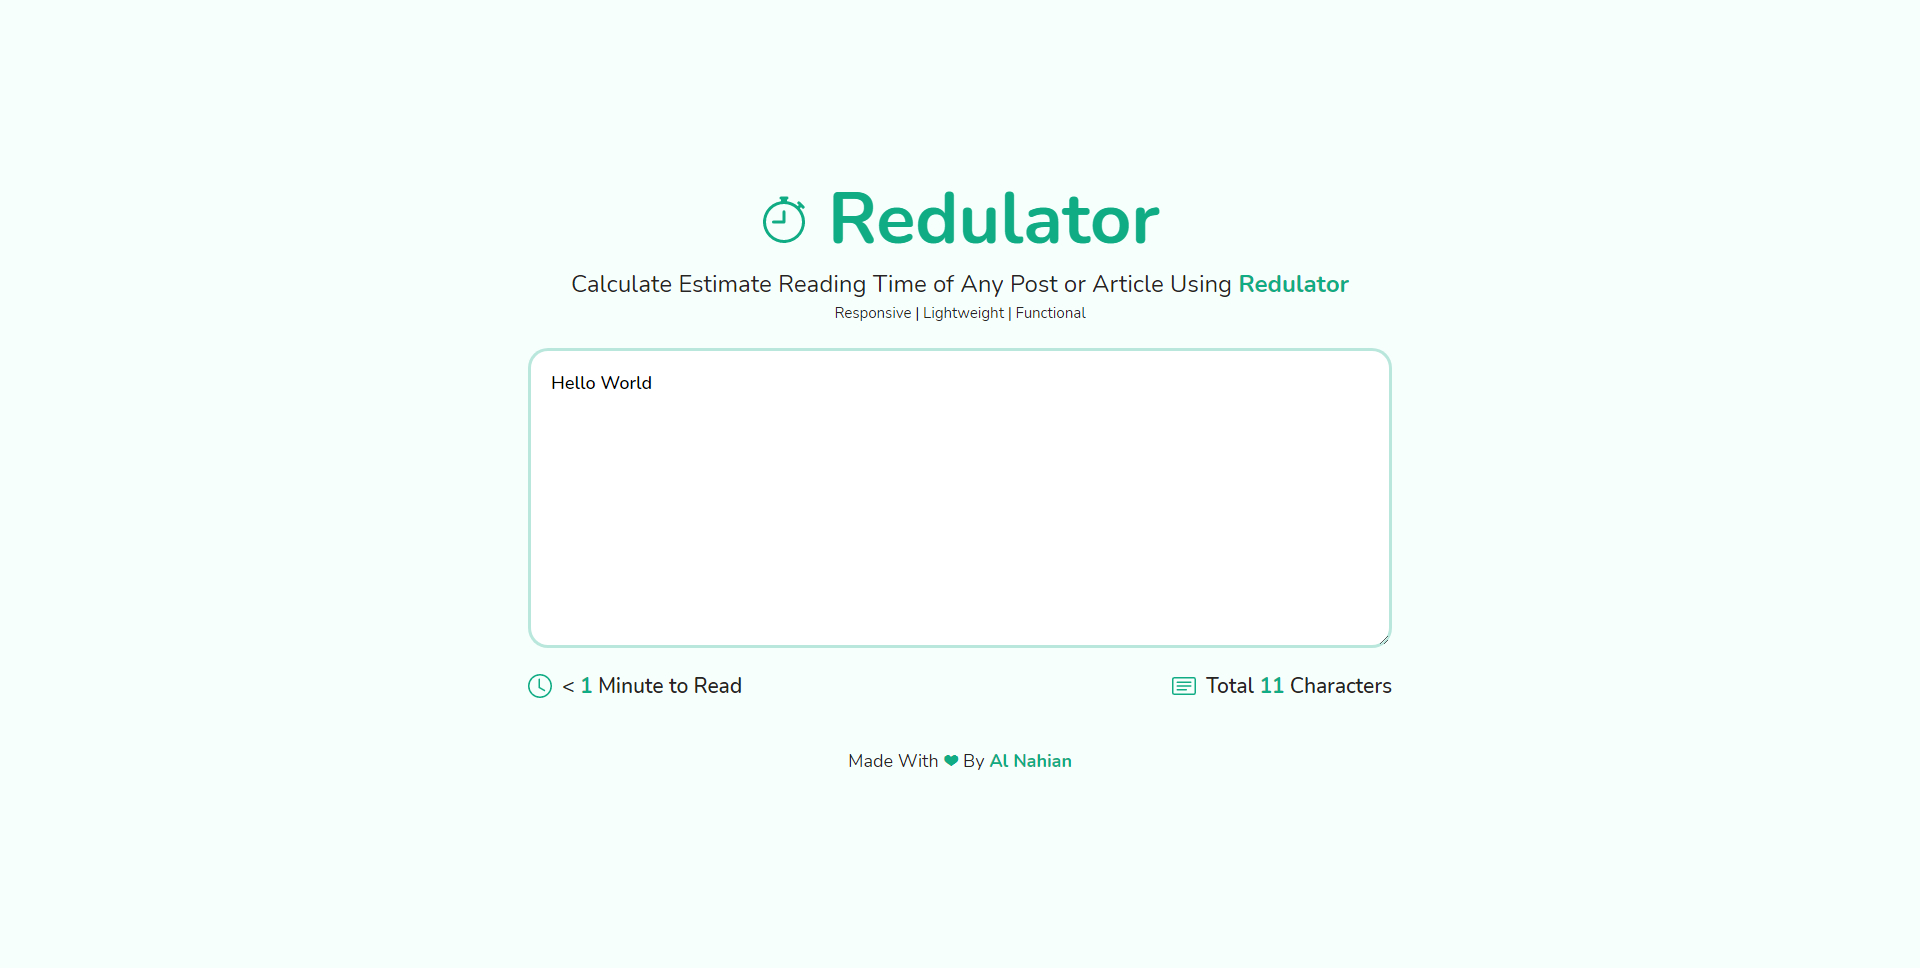 Redulator
Calculate Estimate Reading Time of Any Post or Article Using Redulator
Responsive | Lightweight | Functional
Hello World
< 1 Minute to Read
Total 11 Characters
Made With ❤ By Al Nahian